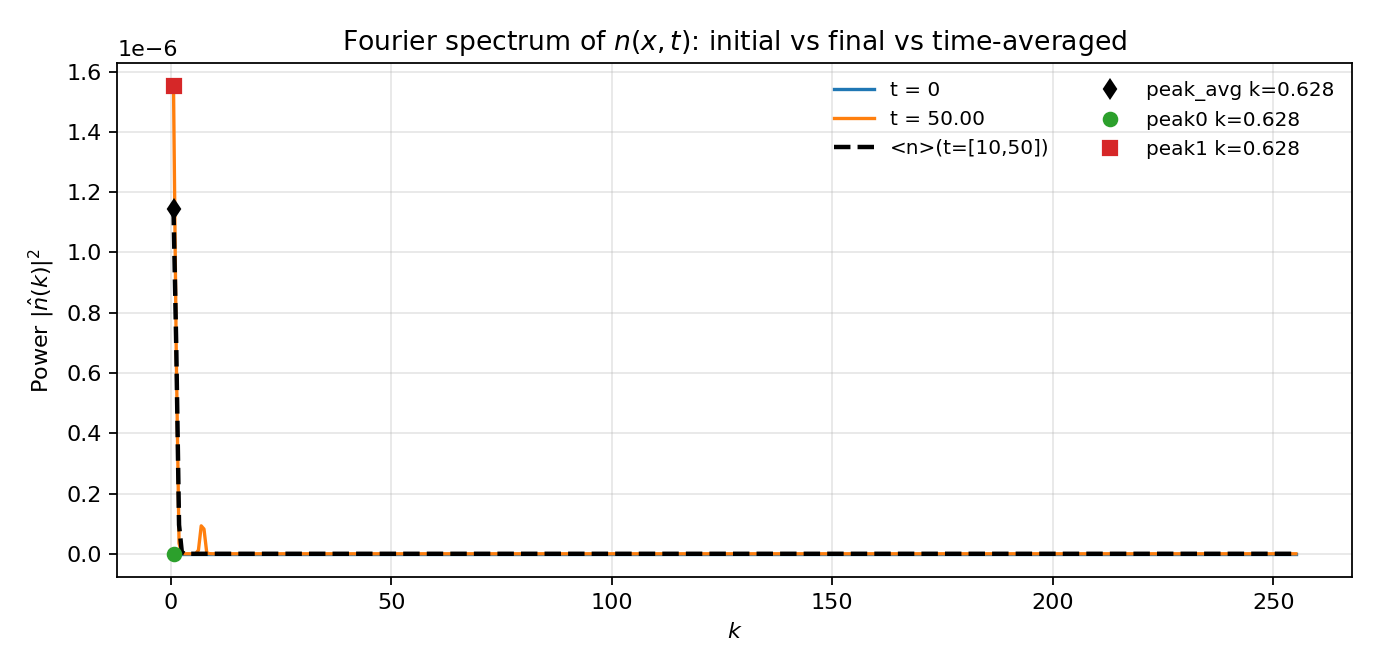 Fourier spectrum of n(x, t): initial vs final vs time-averaged
1e−6
1.6
1.4
1.2
1.0
0.8
0.6
0.4
0.2
0.0
Power |n̂(k)|²
0 50 100 150 200 250
k
t = 0
t = 50.00
<n>(t=[10,50])
peak_avg k=0.628
peak0 k=0.628
peak1 k=0.628